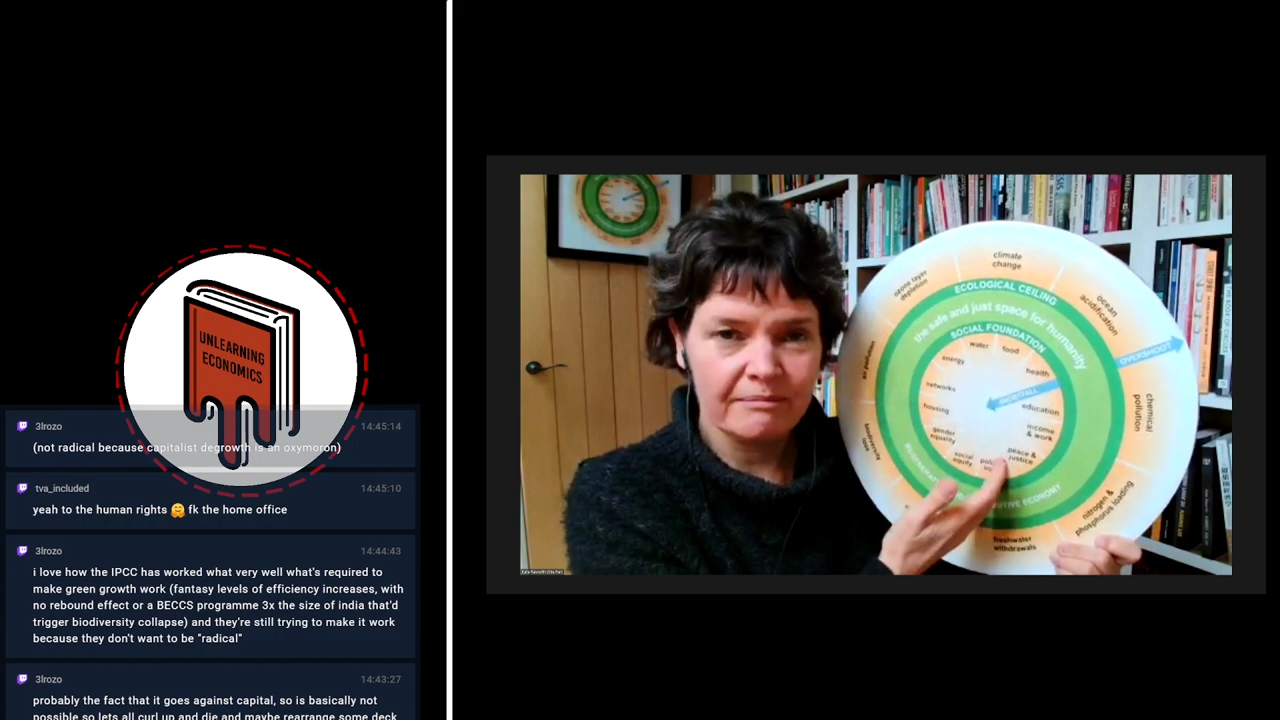 UNLEARNING
ECONOMICS
3lrozo 14:45:14
(not radical because capitalist degrowth is an oxymoron)
tva_included 14:45:10
yeah to the human rights 🤗 fk the home office
3lrozo 14:44:43
i love how the IPCC has worked what very well what's required to
make green growth work (fantasy levels of efficiency increases, with
no rebound effect or a BECCS programme 3x the size of india that'd
trigger biodiversity collapse) and they're still trying to make it work
because they don't want to be "radical"
3lrozo 14:43:27
probably the fact that it goes against capital, so is basically not
possible so lets all curl up and die and maybe rearrange some deck
climate
change
ozone layer
depletion
ocean
acidification
ECOLOGICAL CEILING
the safe and just space for humanity
SOCIAL FOUNDATION
water
food
energy
health
air pollution
OVERSHOOT
networks
SHORTFALL
education
housing
income
& work
chemical
pollution
gender
equality
peace &
justice
social
equity
biodiversity
loss
ECONOMY
nitrogen &
phosphorus loading
freshwater
withdrawals